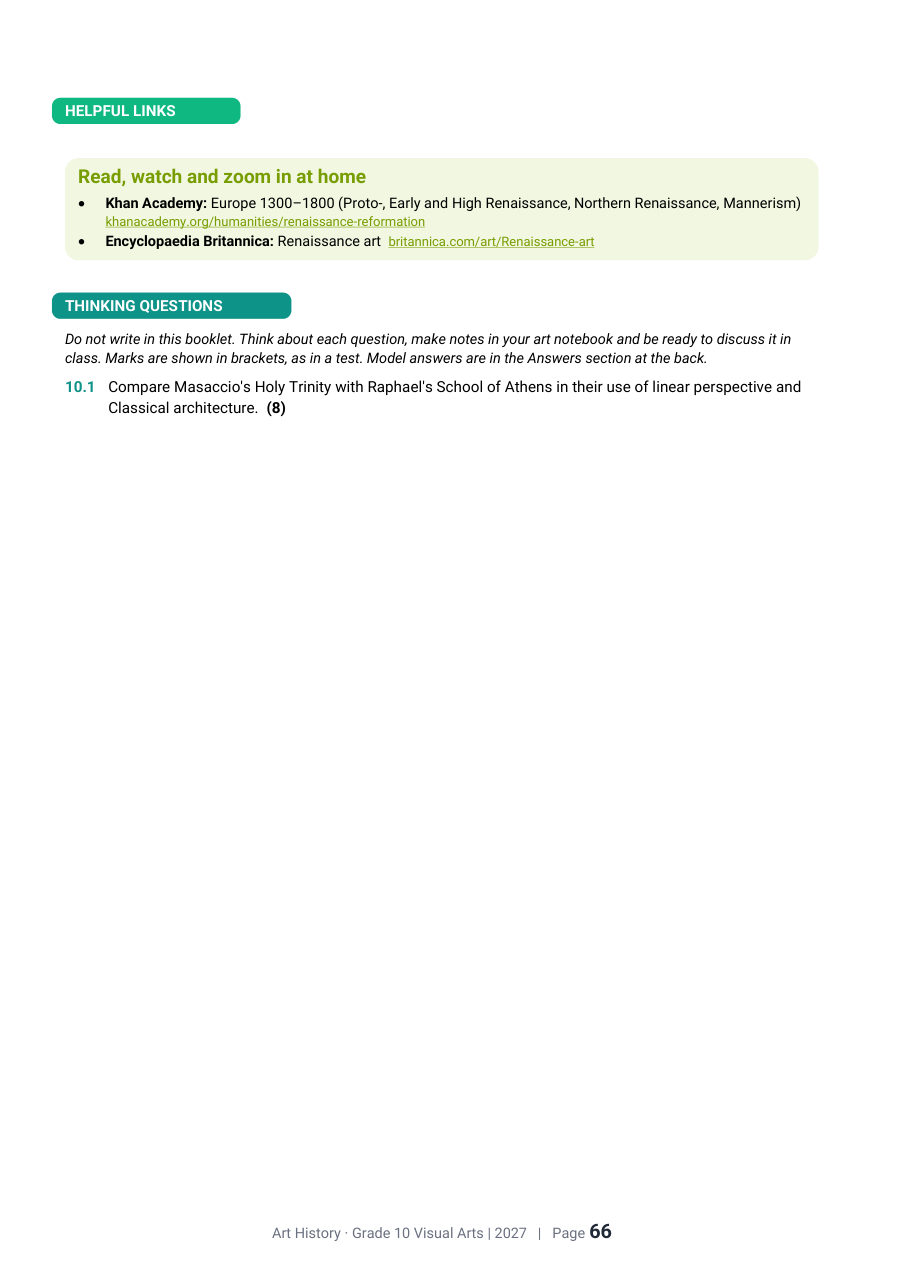 HELPFUL LINKS
Read, watch and zoom in at home
• Khan Academy: Europe 1300–1800 (Proto-, Early and High Renaissance, Northern Renaissance, Mannerism)
khanacademy.org/humanities/renaissance-reformation
• Encyclopaedia Britannica: Renaissance art britannica.com/art/Renaissance-art
THINKING QUESTIONS
Do not write in this booklet. Think about each question, make notes in your art notebook and be ready to discuss it in
class. Marks are shown in brackets, as in a test. Model answers are in the Answers section at the back.
10.1 Compare Masaccio's Holy Trinity with Raphael's School of Athens in their use of linear perspective and
Classical architecture. (8)
Art History · Grade 10 Visual Arts | 2027 | Page 66